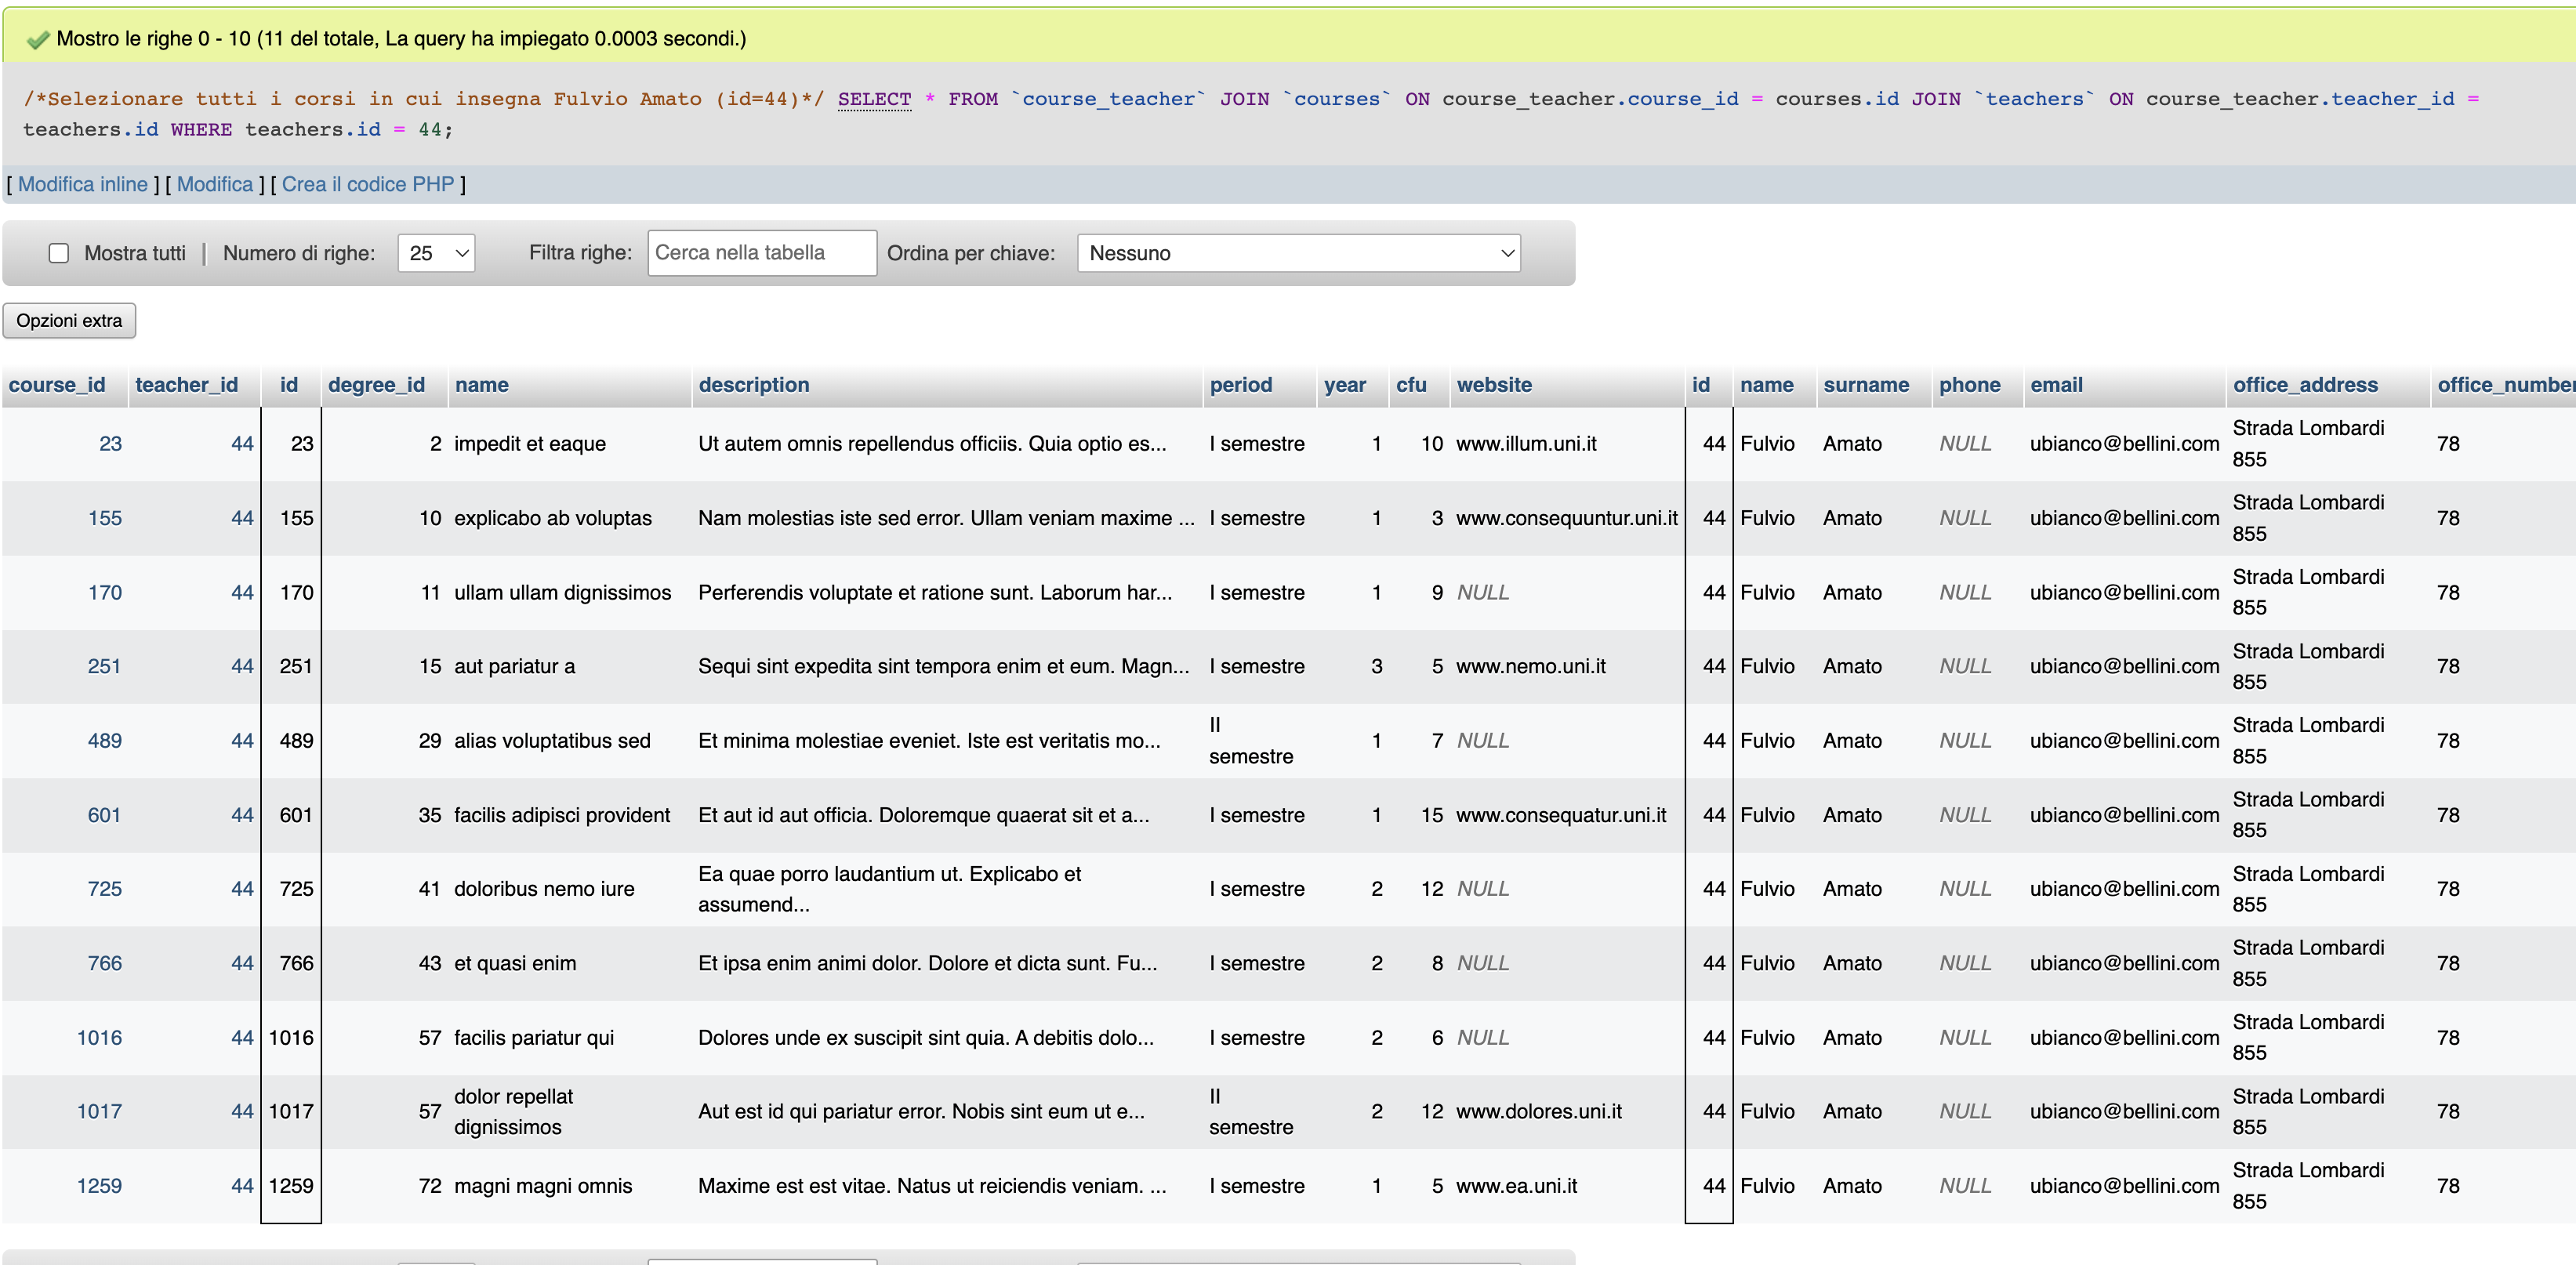 Mostro le righe 0 - 10 (11 del totale, La query ha impiegato 0.0003 secondi.)
/*Selezionare tutti i corsi in cui insegna Fulvio Amato (id=44)*/ SELECT * FROM `course_teacher` JOIN `courses` ON course_teacher.course_id = courses.id JOIN `teachers` ON course_teacher.teacher_id =
teachers.id WHERE teachers.id = 44;
[ Modifica inline ] [ Modifica ] [ Crea il codice PHP ]
Mostra tutti | Numero di righe: 25 Filtra righe: Cerca nella tabella Ordina per chiave: Nessuno
Opzioni extra
course_id teacher_id id degree_id name description period year cfu website id name surname phone email office_address office_number
23 44 23 2 impedit et eaque Ut autem omnis repellendus officiis. Quia optio es... I semestre 1 10 www.illum.uni.it 44 Fulvio Amato NULL ubianco@bellini.com Strada Lombardi 78
855
155 44 155 10 explicabo ab voluptas Nam molestias iste sed error. Ullam veniam maxime ... I semestre 1 3 www.consequuntur.uni.it 44 Fulvio Amato NULL ubianco@bellini.com Strada Lombardi 78
855
170 44 170 11 ullam ullam dignissimos Perferendis voluptate et ratione sunt. Laborum har... I semestre 1 9 NULL 44 Fulvio Amato NULL ubianco@bellini.com Strada Lombardi 78
855
251 44 251 15 aut pariatur a Sequi sint expedita sint tempora enim et eum. Magn... I semestre 3 5 www.nemo.uni.it 44 Fulvio Amato NULL ubianco@bellini.com Strada Lombardi 78
855
489 44 489 29 alias voluptatibus sed Et minima molestiae eveniet. Iste est veritatis mo... II 1 7 NULL 44 Fulvio Amato NULL ubianco@bellini.com Strada Lombardi 78
semestre 855
601 44 601 35 facilis adipisci provident Et aut id aut officia. Doloremque quaerat sit et a... I semestre 1 15 www.consequatur.uni.it 44 Fulvio Amato NULL ubianco@bellini.com Strada Lombardi 78
855
725 44 725 41 doloribus nemo iure Ea quae porro laudantium ut. Explicabo et I semestre 2 12 NULL 44 Fulvio Amato NULL ubianco@bellini.com Strada Lombardi 78
assumend... 855
766 44 766 43 et quasi enim Et ipsa enim animi dolor. Dolore et dicta sunt. Fu... I semestre 2 8 NULL 44 Fulvio Amato NULL ubianco@bellini.com Strada Lombardi 78
855
1016 44 1016 57 facilis pariatur qui Dolores unde ex suscipit sint quia. A debitis dolo... I semestre 2 6 NULL 44 Fulvio Amato NULL ubianco@bellini.com Strada Lombardi 78
855
1017 44 1017 57 dolor repellat Aut est id qui pariatur error. Nobis sint eum ut e... II 2 12 www.dolores.uni.it 44 Fulvio Amato NULL ubianco@bellini.com Strada Lombardi 78
dignissimos semestre 855
1259 44 1259 72 magni magni omnis Maxime est est vitae. Natus ut reiciendis veniam. ... I semestre 1 5 www.ea.uni.it 44 Fulvio Amato NULL ubianco@bellini.com Strada Lombardi 78
855